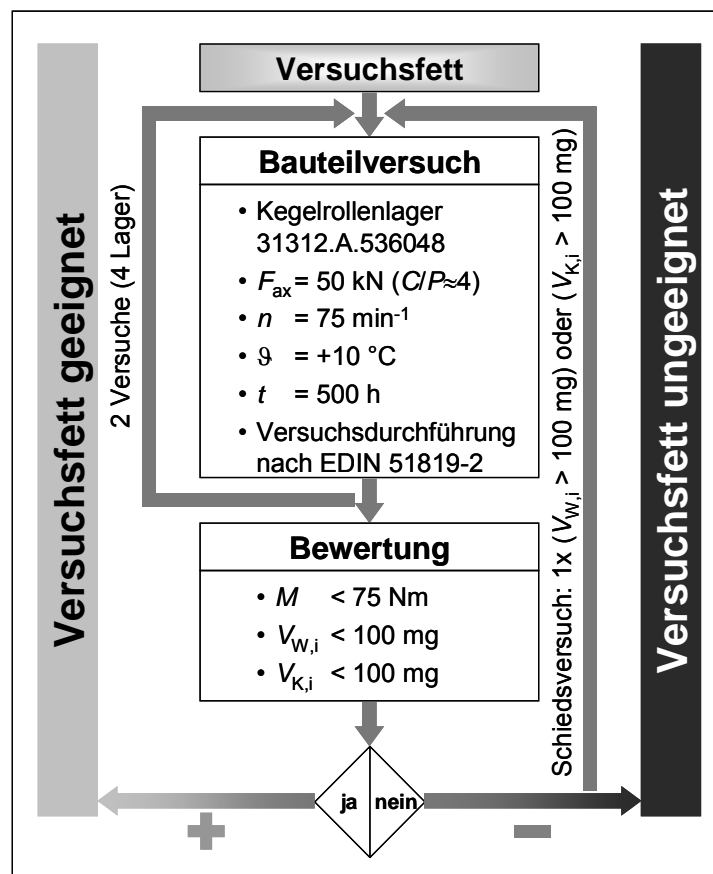 Versuchsfett
Bauteilversuch
• Kegelrollenlager
31312.A.536048
• Fax = 50 kN (C/P≈4)
• n = 75 min-1
• ϑ = +10 °C
• t = 500 h
• Versuchsdurchführung
nach EDIN 51819-2
Bewertung
• M < 75 Nm
• VW,i < 100 mg
• VK,i < 100 mg
ja
nein
+
−
Versuchsfett geeignet
2 Versuche (4 Lager)
Schiedsversuch: 1x (VW,i > 100 mg) oder (VK,i > 100 mg)
Versuchsfett ungeeignet